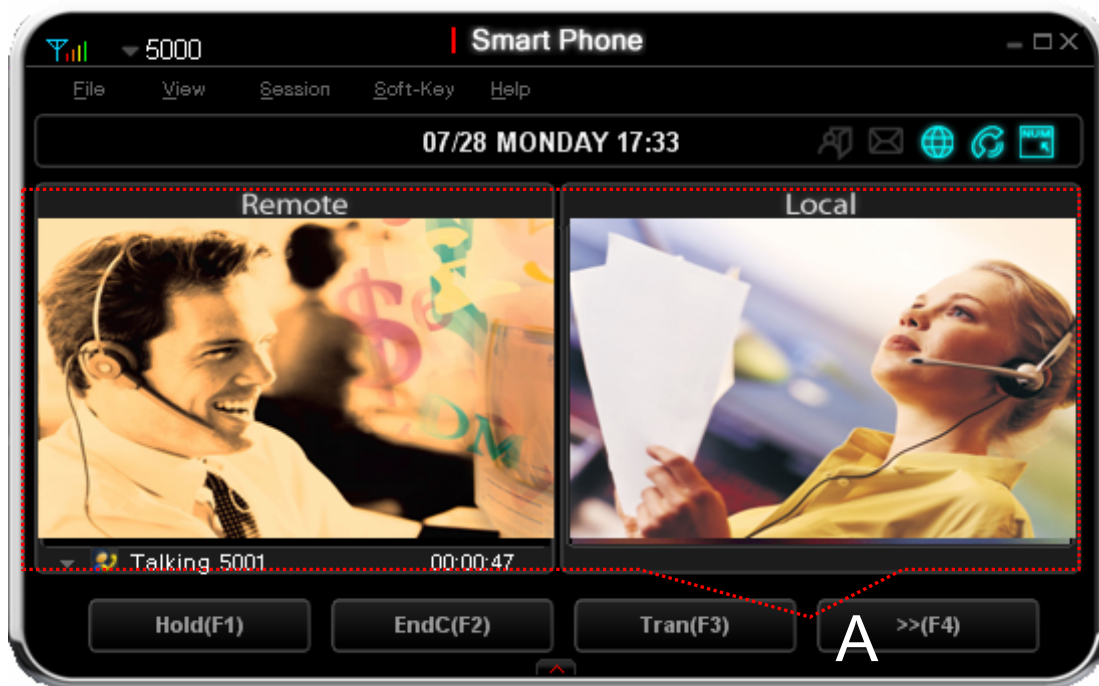 5000
Smart Phone
File View Session Soft-Key Help
07/28 MONDAY 17:33
NUM
Remote
Local
$
DM
Talking 5001 00:00:47
Hold(F1) EndC(F2) Tran(F3) >>(F4)
A